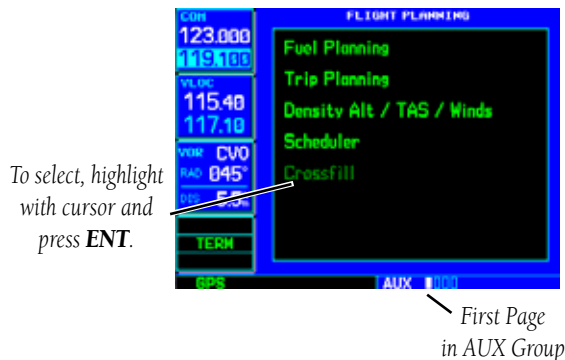 COM
FLIGHT PLANNING
123.000
119.100
Fuel Planning
Trip Planning
VLOC
115.40
117.10
Density Alt / TAS / Winds
Scheduler
VOR CVO
RAD 045°
Crossfill
DIS
To select, highlight
with cursor and
press ENT.
TERM
GPS
AUX
First Page
in AUX Group